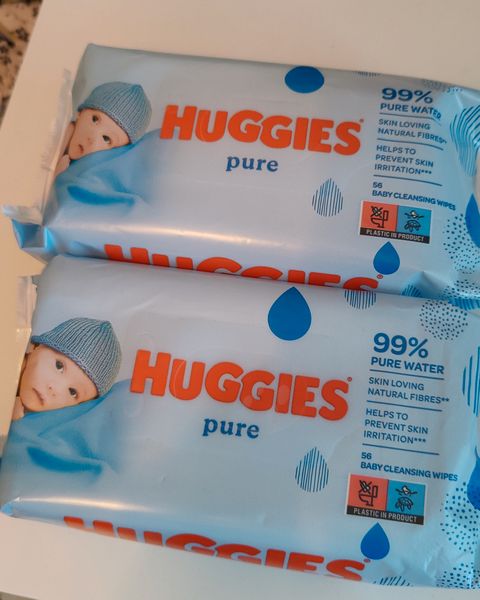 HUGGIES®
pure
99%
PURE WATER
SKIN LOVING
NATURAL FIBRES**
HELPS TO
PREVENT SKIN
IRRITATION***
56
BABY CLEANSING WIPES
PLASTIC IN PRODUCT
HUGGIES
HUGGIES®
pure
99%
PURE WATER
SKIN LOVING
NATURAL FIBRES**
HELPS TO
PREVENT SKIN
IRRITATION***
56
BABY CLEANSING WIPES
PLASTIC IN PRODUCT
HUGGIES